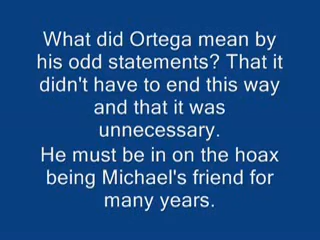 What did Ortega mean by
his odd statements? That it
didn't have to end this way
and that it was
unnecessary.
He must be in on the hoax
being Michael's friend for
many years.